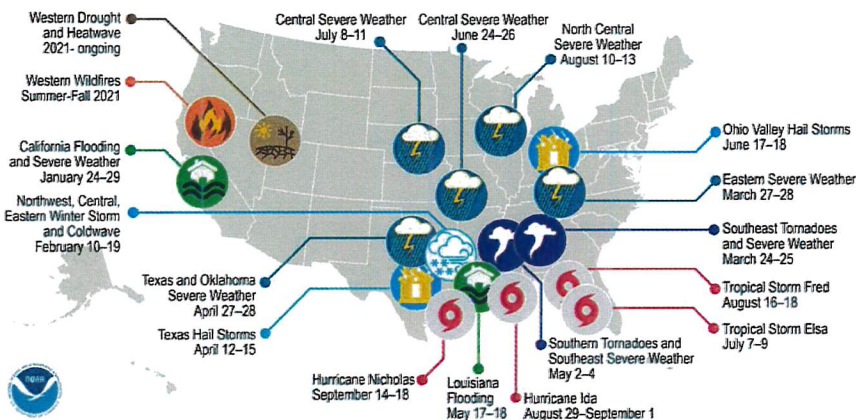 Western Drought
and Heatwave
2021- ongoing
Central Severe Weather
July 8–11
Central Severe Weather
June 24–26
North Central
Severe Weather
August 10–13
Western Wildfires
Summer-Fall 2021
California Flooding
and Severe Weather
January 24–29
Northwest, Central,
Eastern Winter Storm
and Coldwave
February 10–19
Ohio Valley Hail Storms
June 17–18
Eastern Severe Weather
March 27–28
Southeast Tornadoes
and Severe Weather
March 24–25
Texas and Oklahoma
Severe Weather
April 27–28
Texas Hail Storms
April 12–15
Tropical Storm Fred
August 16–18
Tropical Storm Elsa
July 7–9
Southern Tornadoes and
Southeast Severe Weather
May 2–4
Hurricane Nicholas
September 14–18
Louisiana
Flooding
May 17–18
Hurricane Ida
August 29–September 1
NOAA